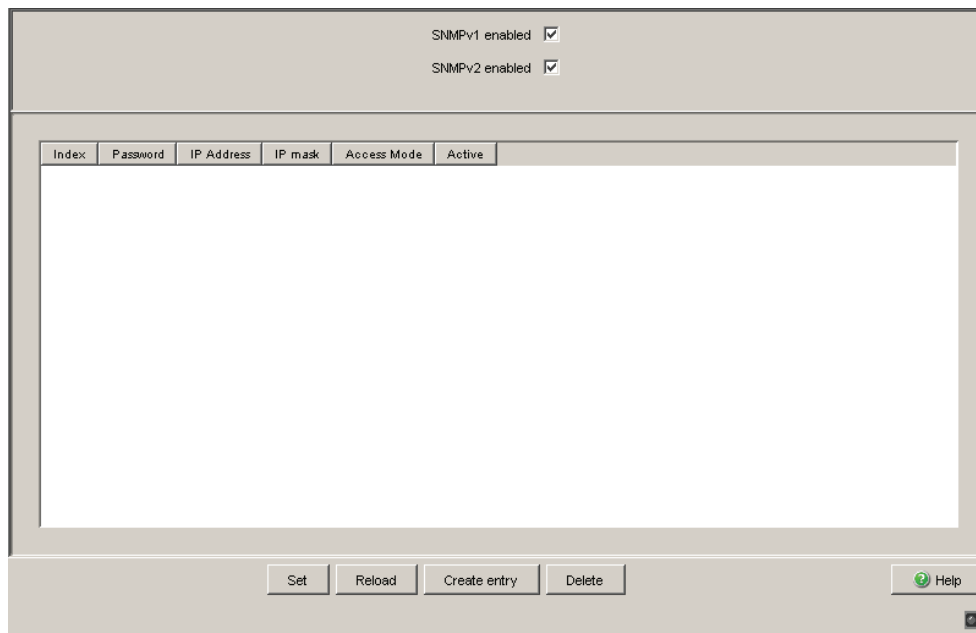 SNMPv1 enabled
SNMPv2 enabled
Index Password IP Address IP mask Access Mode Active
Set Reload Create entry Delete Help